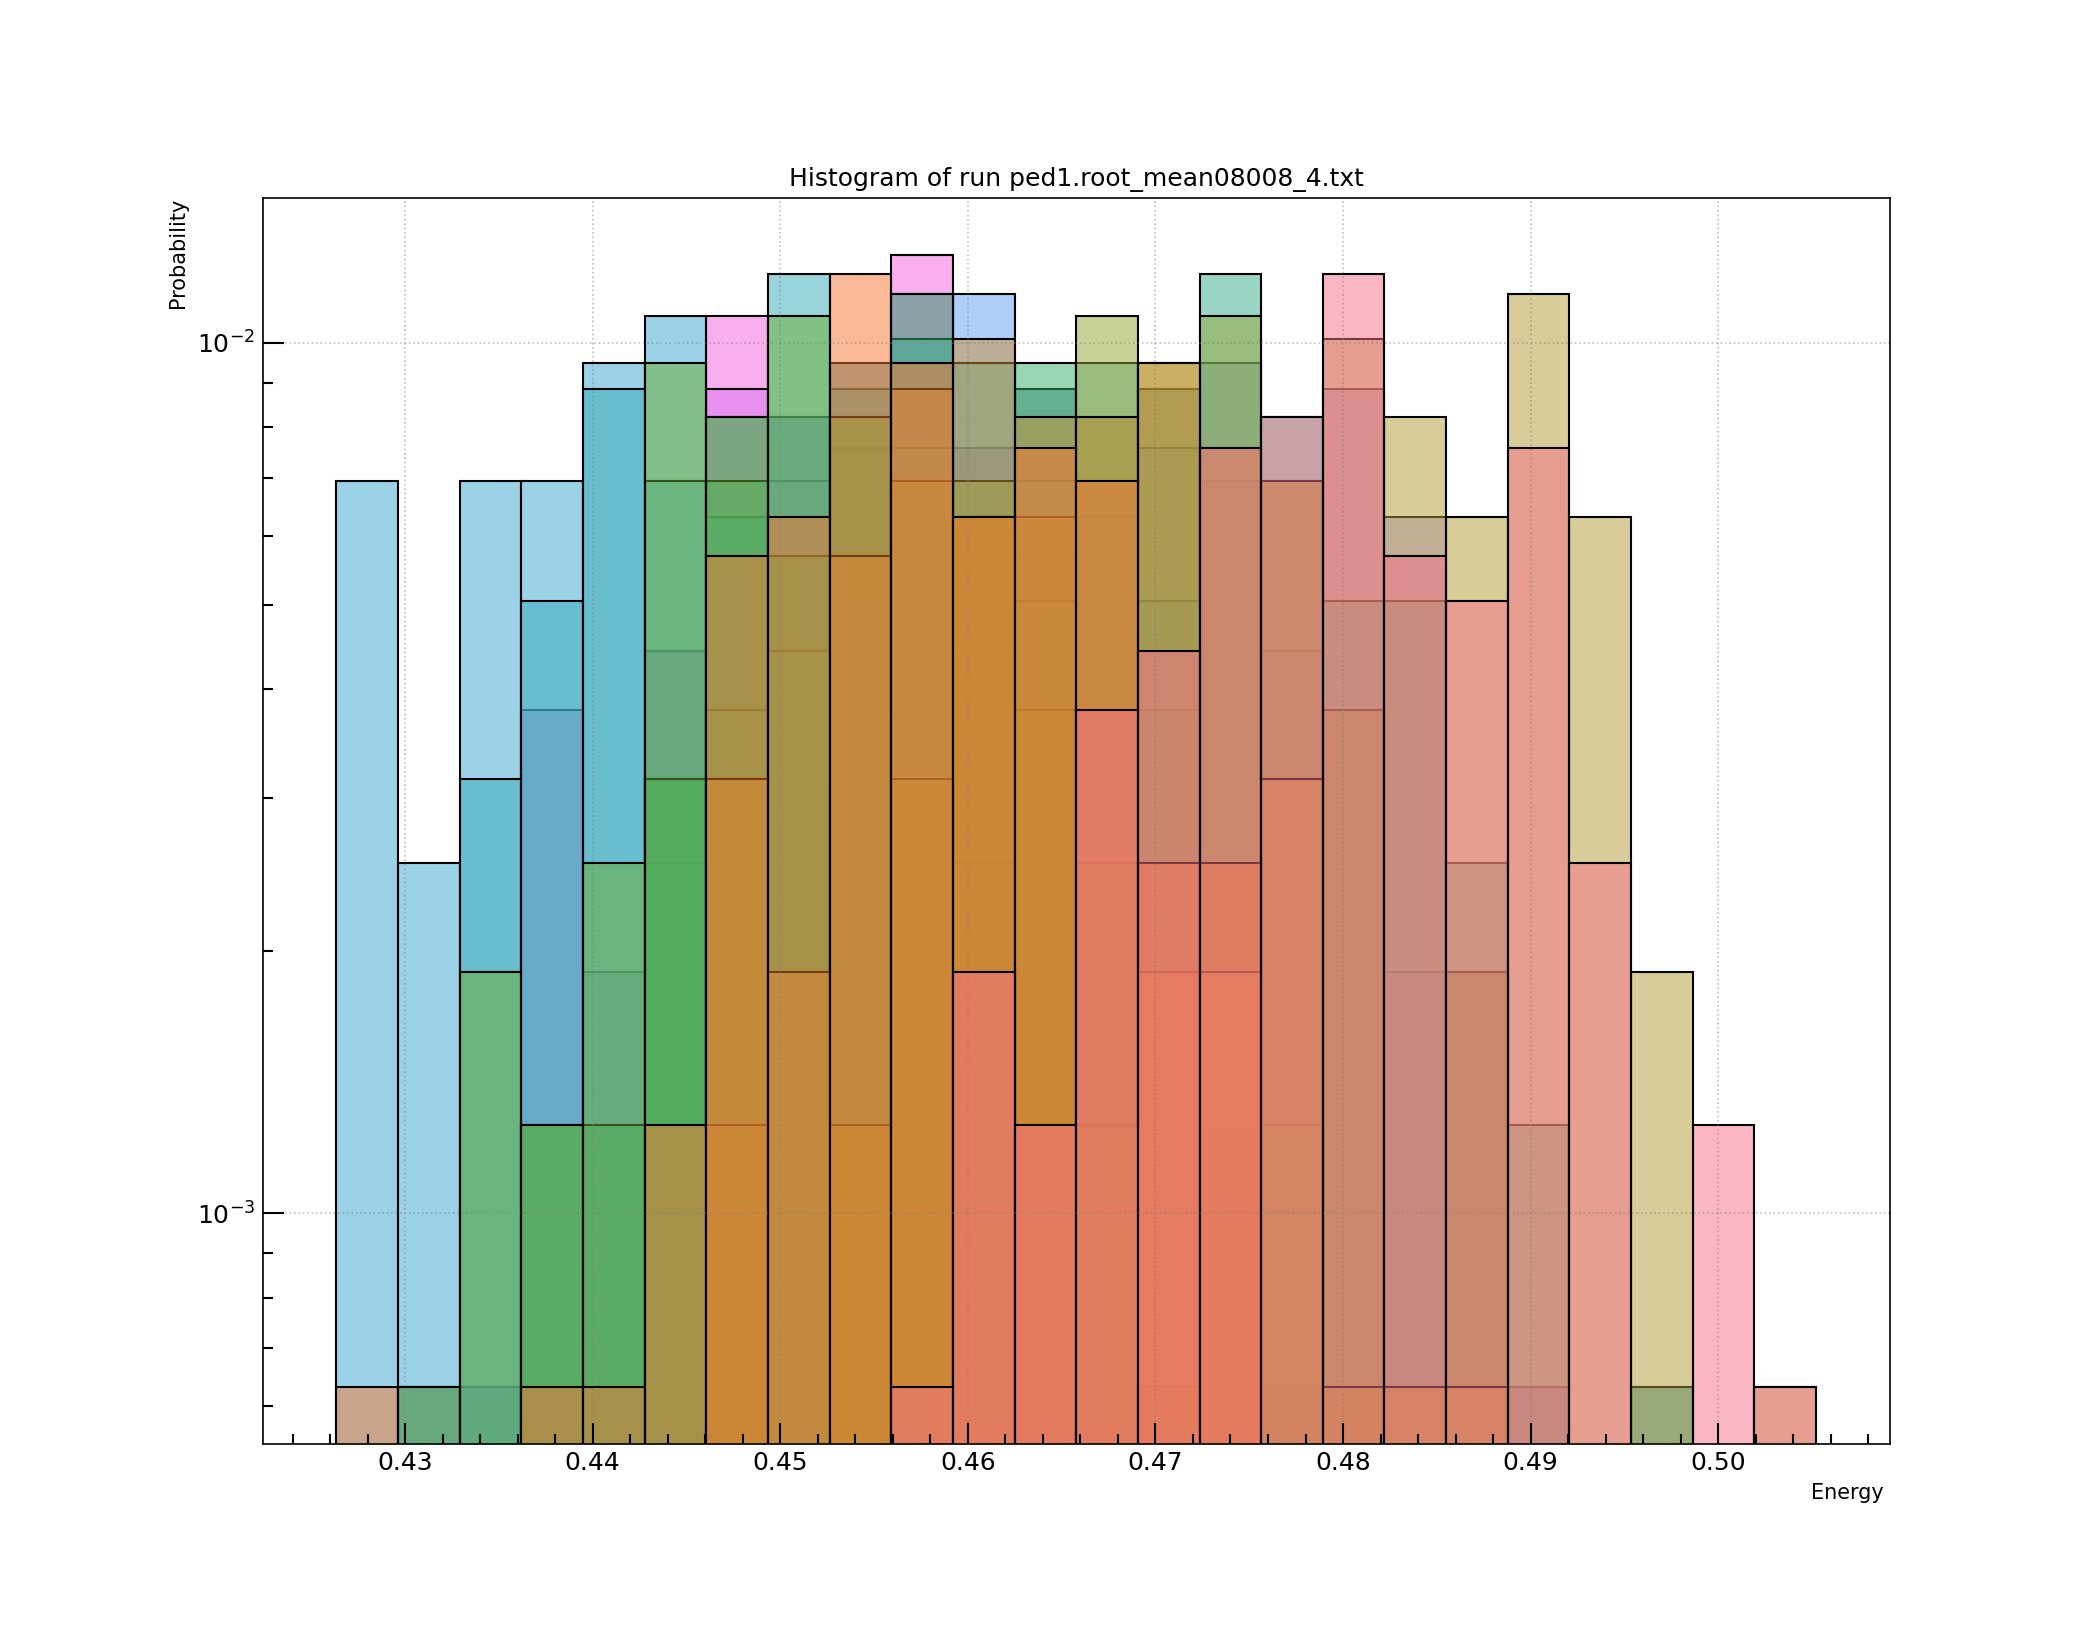 Histogram of run ped1.root_mean08008_4.txt
Probability
10⁻²
10⁻³
0.43 0.44 0.45 0.46 0.47 0.48 0.49 0.50
Energy